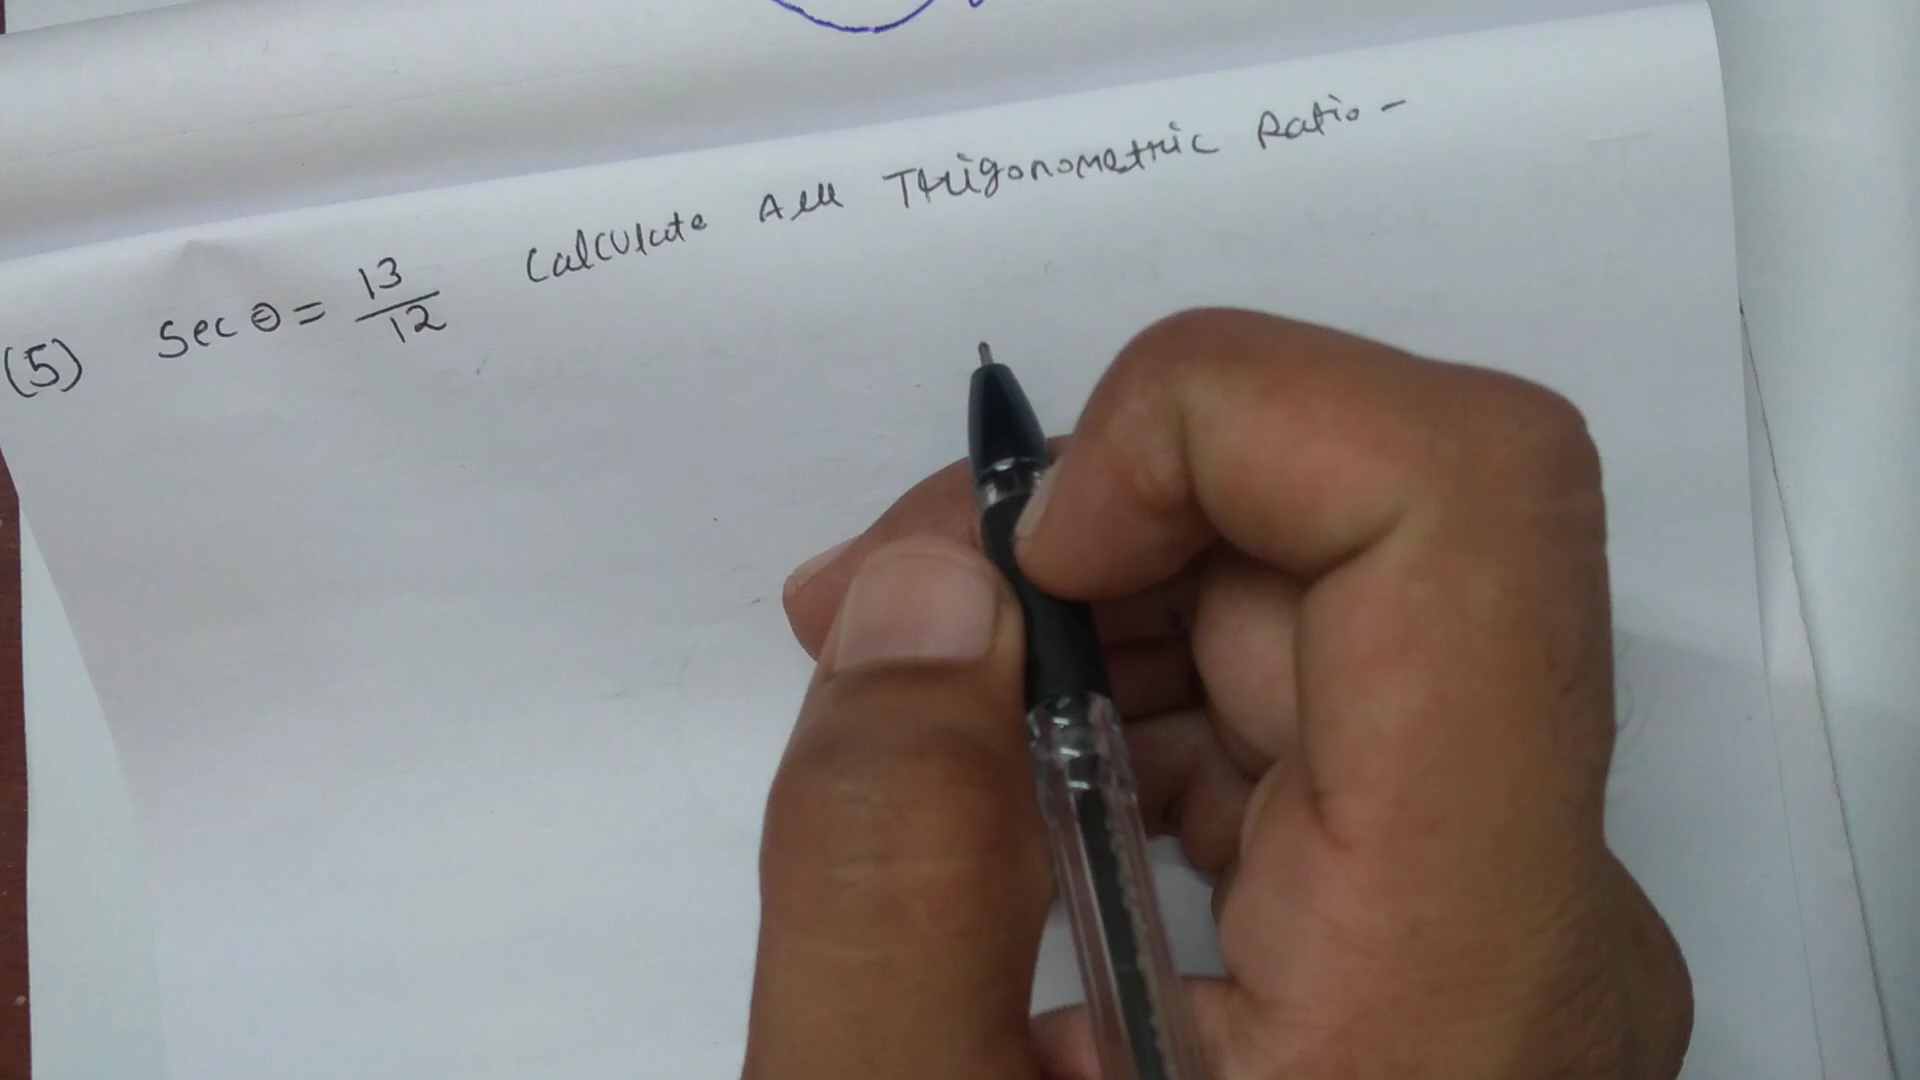 (5) Sec θ = 13/12 Calculate All Trigonometric Ratio -